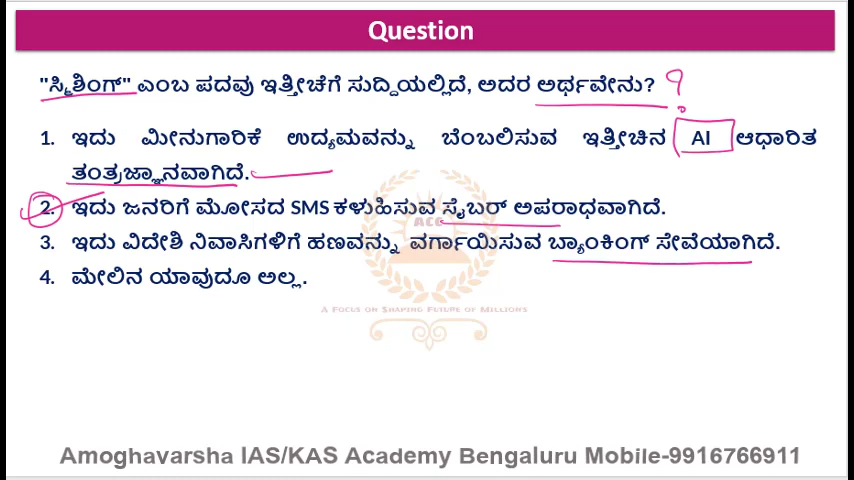 Question
"ಸ್ಮಿಶಿಂಗ್" ಎಂಬ ಪದವು ಇತ್ತೀಚೆಗೆ ಸುದ್ದಿಯಲ್ಲಿದೆ, ಅದರ ಅರ್ಥವೇನು? ?
1. ಇದು ಮೀನುಗಾರಿಕೆ ಉದ್ಯಮವನ್ನು ಬೆಂಬಲಿಸುವ ಇತ್ತೀಚಿನ AI ಆಧಾರಿತ
ತಂತ್ರಜ್ಞಾನವಾಗಿದೆ.
2. ಇದು ಜನರಿಗೆ ಮೋಸದ SMS ಕಳುಹಿಸುವ ಸೈಬರ್ ಅಪರಾಧವಾಗಿದೆ.
3. ಇದು ವಿದೇಶಿ ನಿವಾಸಿಗಳಿಗೆ ಹಣವನ್ನು ವರ್ಗಾಯಿಸುವ ಬ್ಯಾಂಕಿಂಗ್ ಸೇವೆಯಾಗಿದೆ.
4. ಮೇಲಿನ ಯಾವುದೂ ಅಲ್ಲ.
ACC
A FOCUS ON SHAPING FUTURE OF MILLIONS
Amoghavarsha IAS/KAS Academy Bengaluru Mobile-9916766911